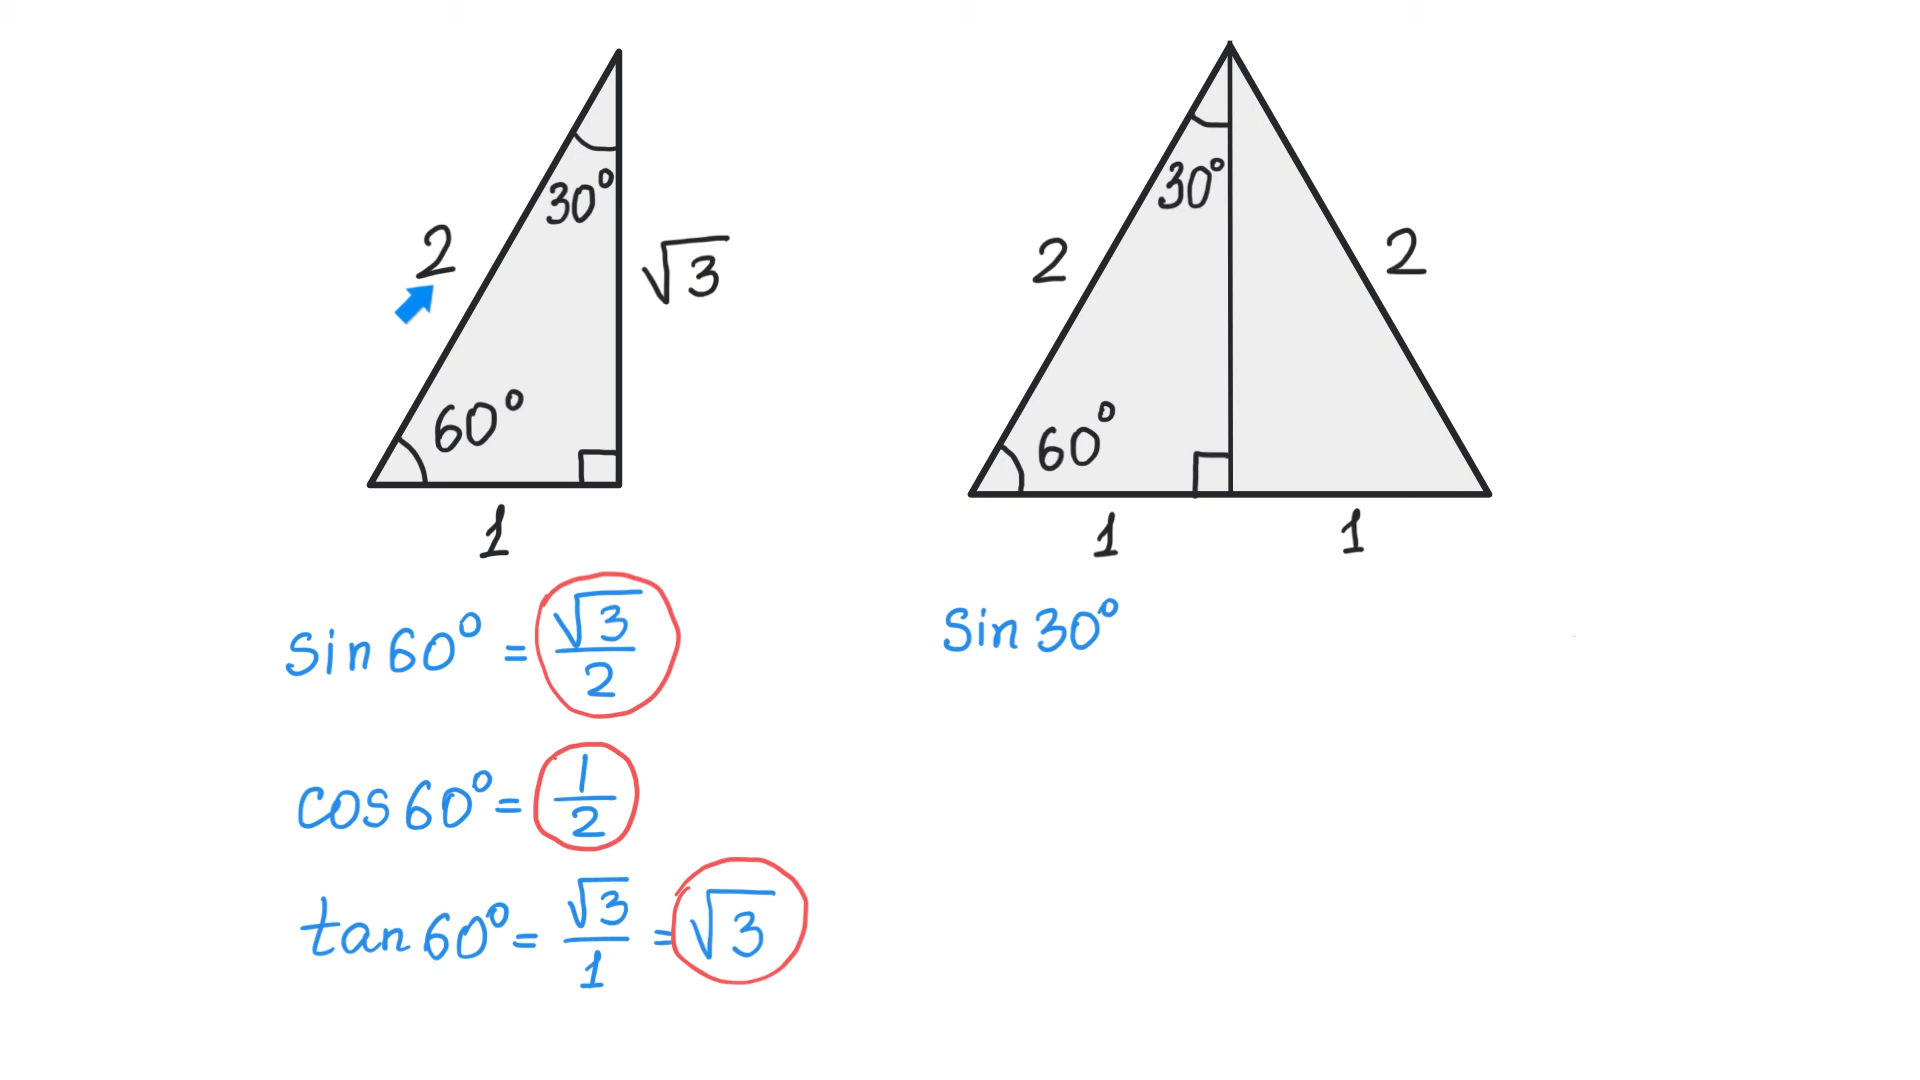 30°
2
√3
60°
1
30°
2
2
60°
1
1
sin 60° = √3/2
cos 60° = 1/2
tan 60° = √3/1 = √3
Sin 30°